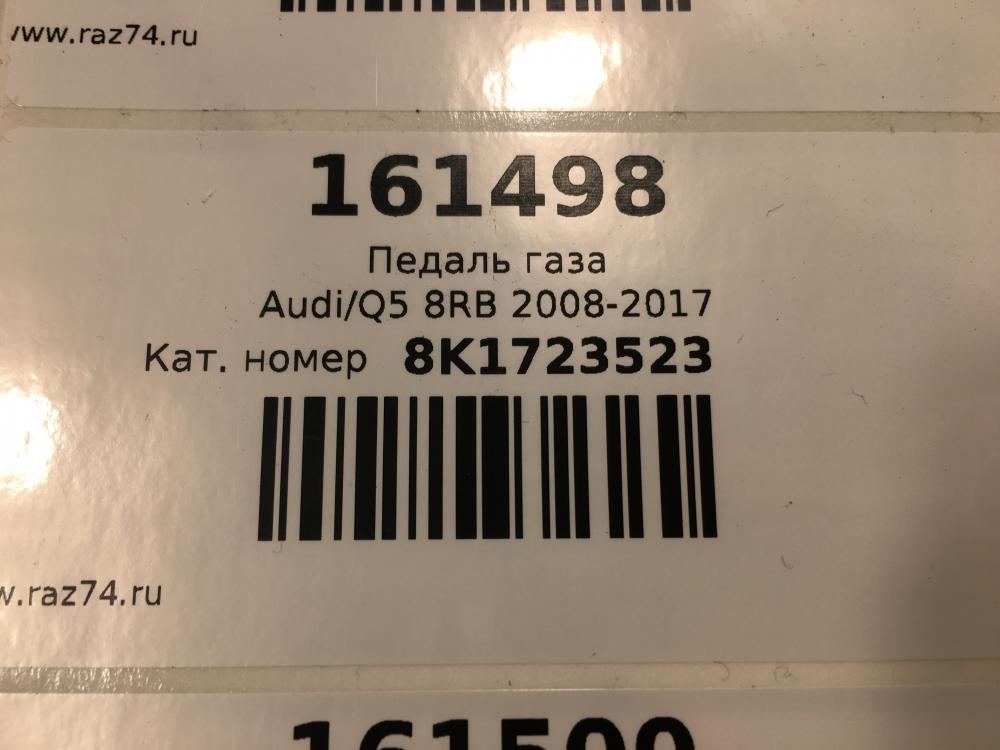 www.raz74.ru
161498
Педаль газа
Audi/Q5 8RB 2008-2017
Кат. номер 8K1723523
w.raz74.ru
161500